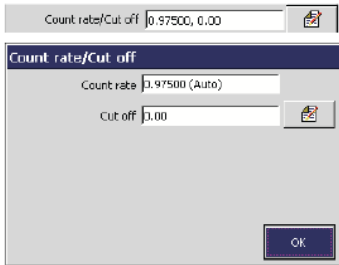 Count rate/Cut off 0.97500, 0.00
Count rate/Cut off
Count rate 0.97500 (Auto)
Cut off 0.00
OK